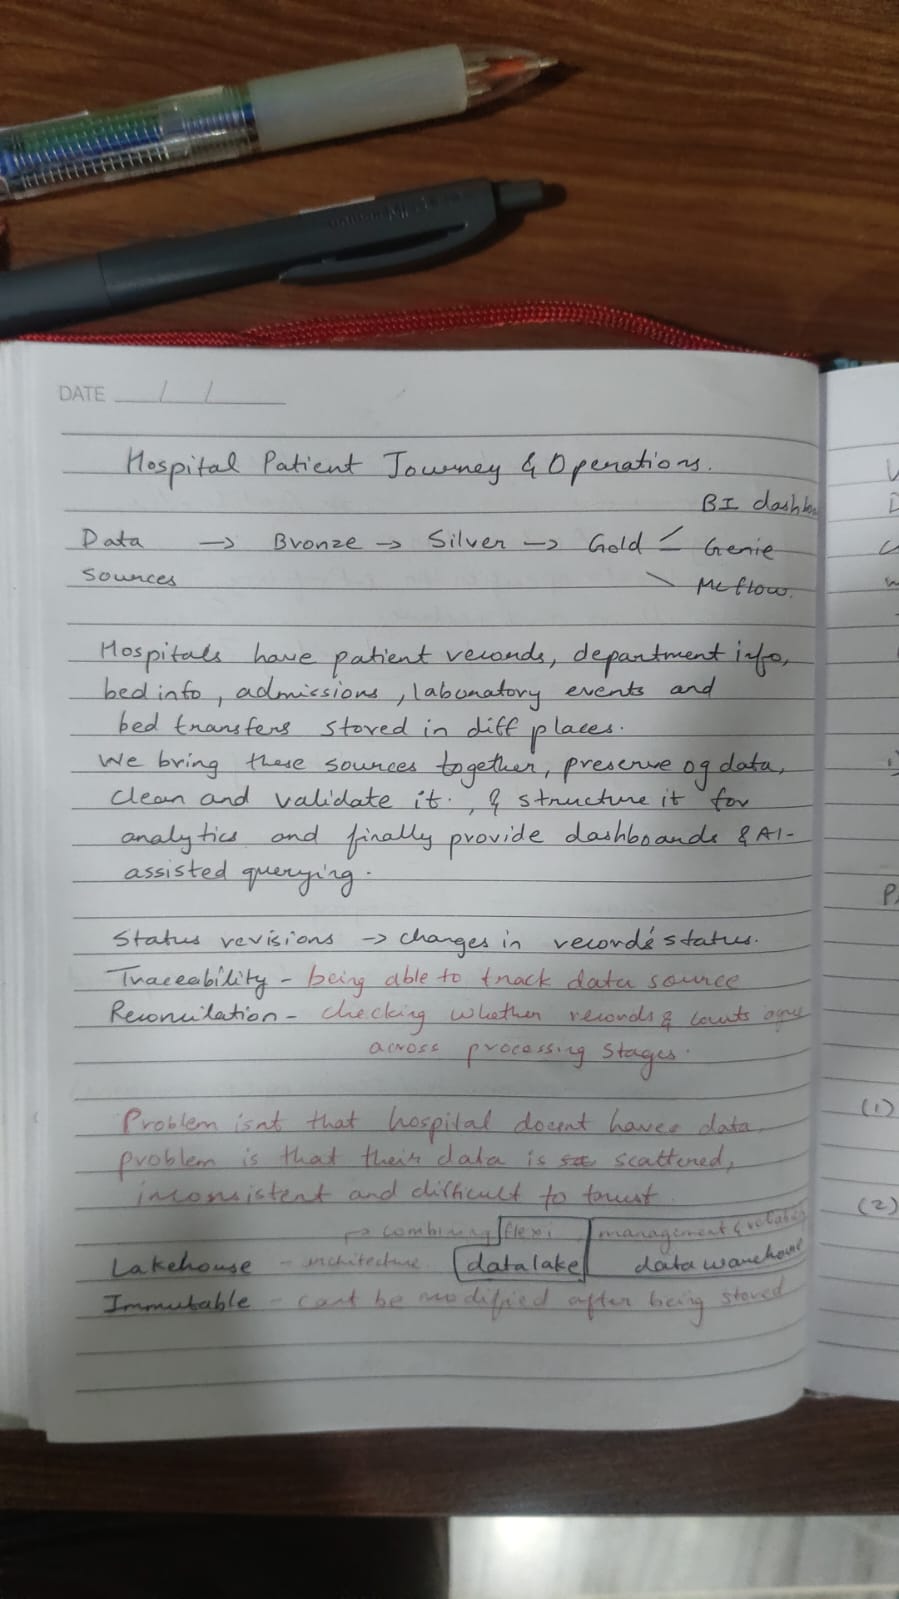 DATE
Hospital Patient Journey & Operations.
BI dashbo
Data → Bronze → Silver → Gold Genie
sources
Mc flow.
Hospitals have patient records, department info,
bed info, admissions, laboratory events and
bed transfers stored in diff places.
We bring these sources together, preserve og data,
clean and validate it., & structure it for
analytics and finally provide dashboards & AI-
assisted querying.
Status revisions → changes in record's status.
Traceability - being able to track data source
Reconcilation - checking whether records & counts agree
across processing stages.
Problem isnt that hospital doesnt have data
problem is that their data is scattered,
inconsistent and difficult to trust
→ combining flexi management &
Lakehouse - architecture datalake data warehouse
Immutable - cant be modified after being stored
(1)
(2)